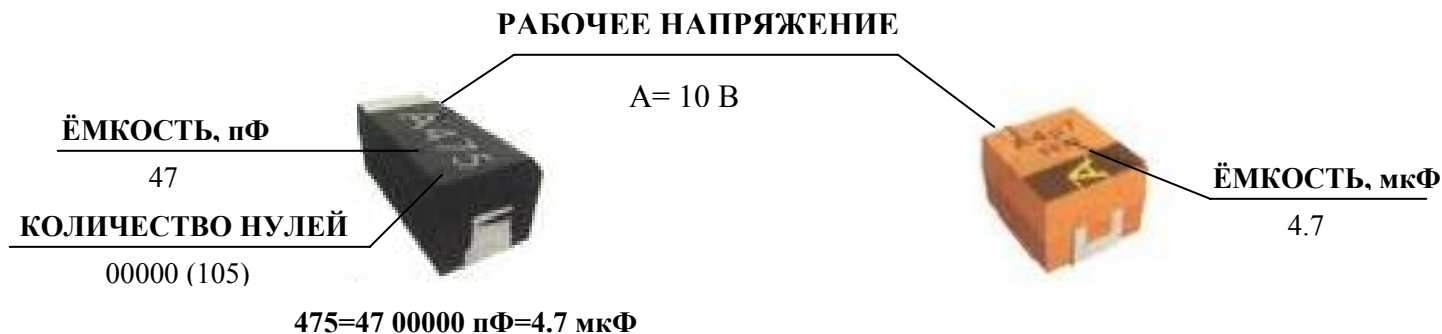 РАБОЧЕЕ НАПРЯЖЕНИЕ
А= 10 В
ЁМКОСТЬ, пФ
47
КОЛИЧЕСТВО НУЛЕЙ
00000 (105)
A475
A
ЁМКОСТЬ, мкФ
4.7
475=47 00000 пФ=4.7 мкФ